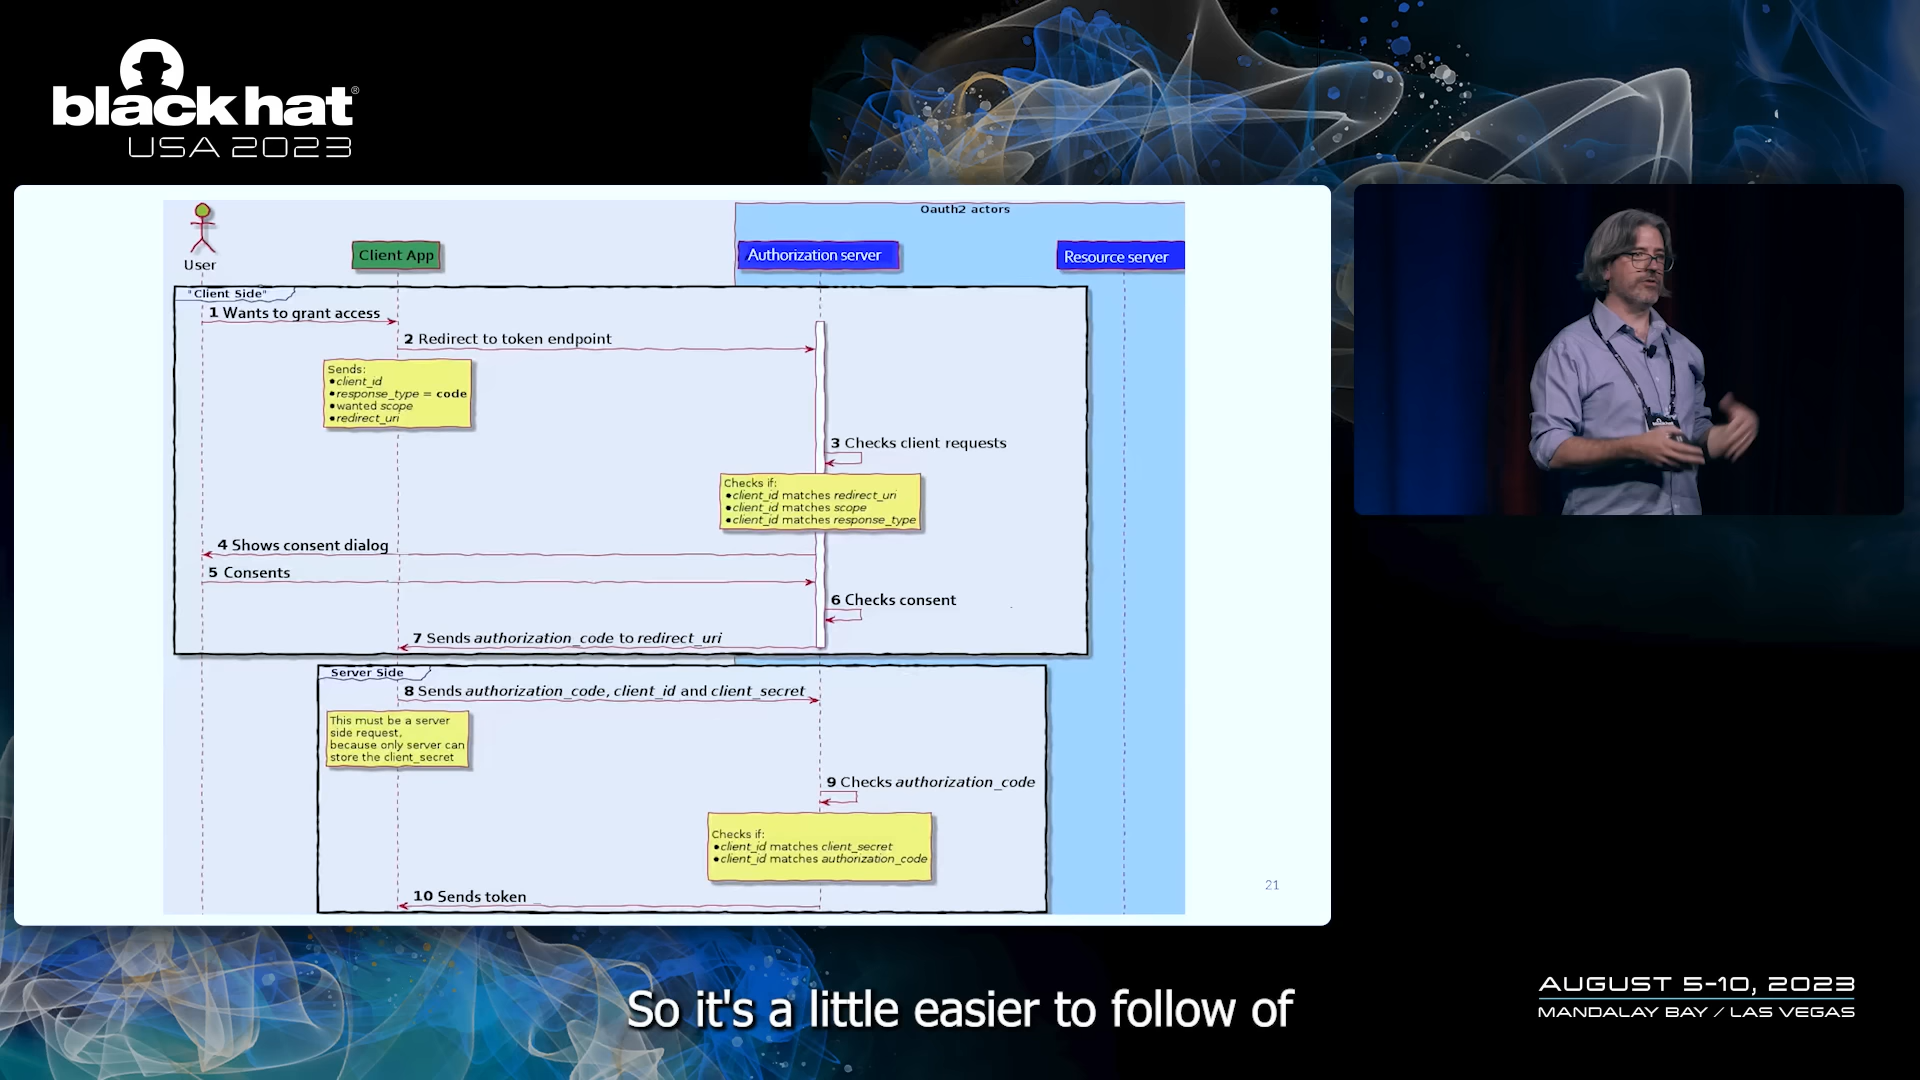 blackhat®
USA 2023
Oauth2 actors
User
Client App
Authorization server
Resource server
"Client Side"
1 Wants to grant access
2 Redirect to token endpoint
Sends:
•client_id
•response_type = code
•wanted scope
•redirect_uri
3 Checks client requests
Checks if:
•client_id matches redirect_uri
•client_id matches scope
•client_id matches response_type
4 Shows consent dialog
5 Consents
6 Checks consent
7 Sends authorization_code to redirect_uri
Server Side
8 Sends authorization_code, client_id and client_secret
This must be a server
side request,
because only server can
store the client_secret
9 Checks authorization_code
Checks if:
•client_id matches client_secret
•client_id matches authorization_code
10 Sends token
21
blackhat
So it's a little easier to follow of
AUGUST 5-10, 2023
MANDALAY BAY / LAS VEGAS